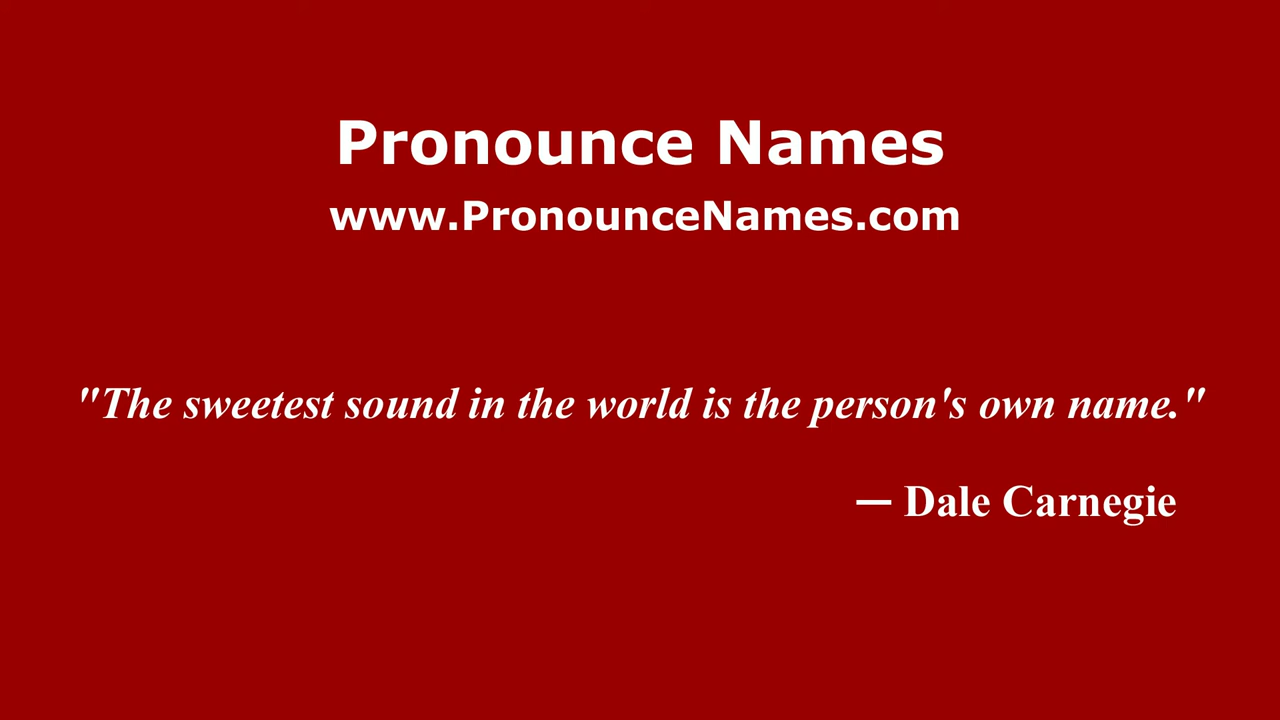 Pronounce Names
www.PronounceNames.com
"The sweetest sound in the world is the person's own name."
— Dale Carnegie